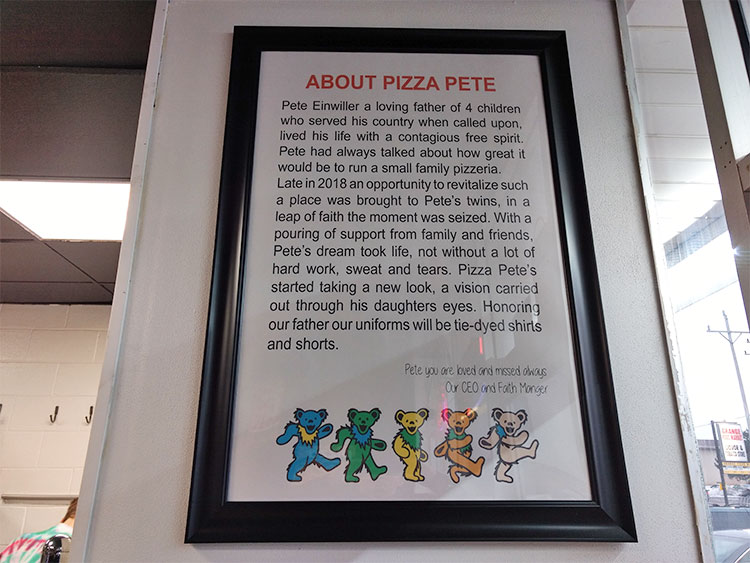 ABOUT PIZZA PETE
Pete Einwiller a loving father of 4 children
who served his country when called upon,
lived his life with a contagious free spirit.
Pete had always talked about how great it
would be to run a small family pizzeria.
Late in 2018 an opportunity to revitalize such
a place was brought to Pete's twins, in a
leap of faith the moment was seized. With a
pouring of support from family and friends,
Pete's dream took life, not without a lot of
hard work, sweat and tears. Pizza Pete's
started taking a new look, a vision carried
out through his daughters eyes. Honoring
our father our uniforms will be tie-dyed shirts
and shorts.
Pete you are loved and missed always
Our CEO and Faith Manger